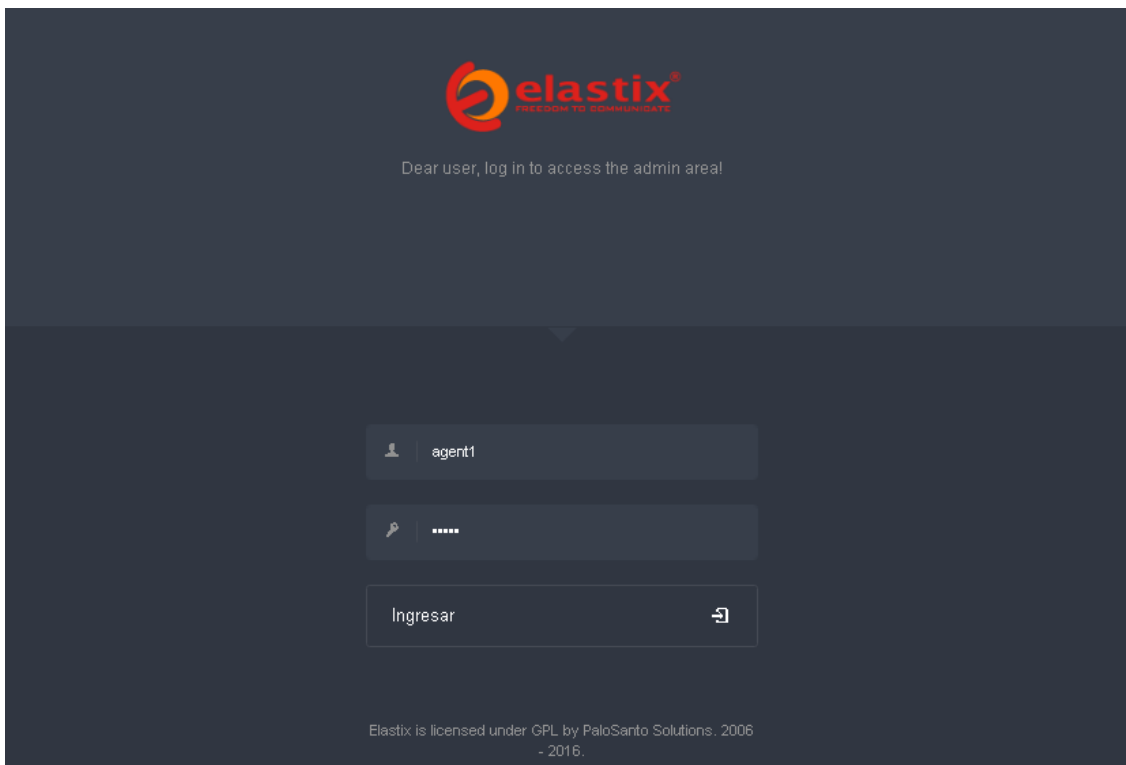 elastix®
FREEDOM TO COMMUNICATE
Dear user, log in to access the admin area!
agent1
•••••
Ingresar
Elastix is licensed under GPL by PaloSanto Solutions. 2006
- 2016.